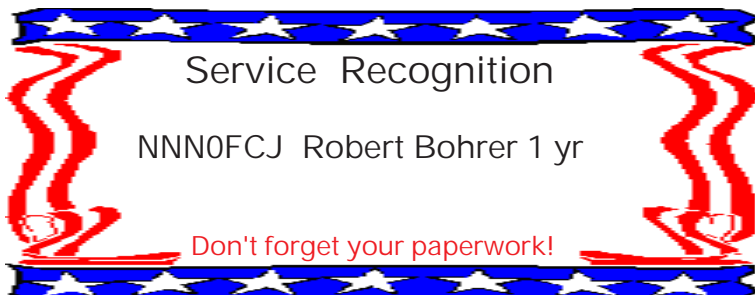 Service Recognition
NNN0FCJ Robert Bohrer 1 yr
Don't forget your paperwork!